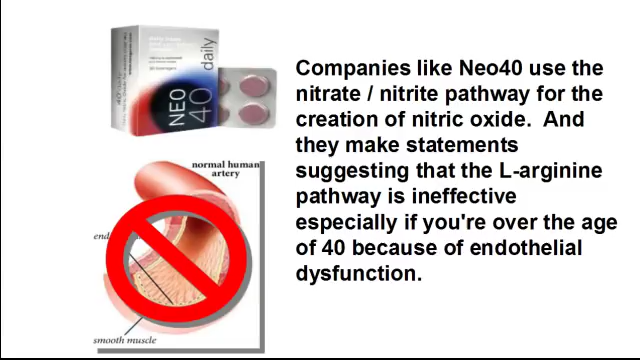 NEO
40
daily
Companies like Neo40 use the
nitrate / nitrite pathway for the
creation of nitric oxide.  And
they make statements
suggesting that the L-arginine
pathway is ineffective
especially if you're over the age
of 40 because of endothelial
dysfunction.
normal human
artery
smooth muscle